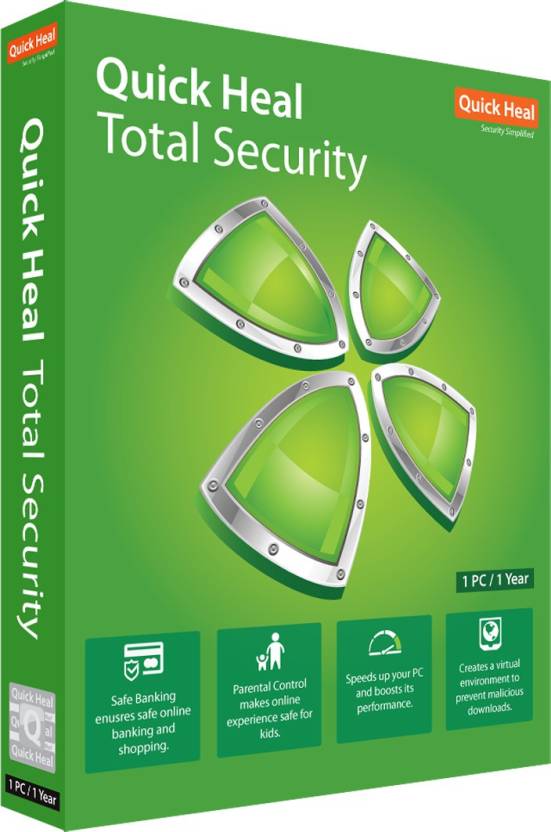 Quick Heal
Security Simplified
Quick Heal Total Security
Quick Heal
Quick Heal
1 PC / 1 Year
Quick Heal
Total Security
Quick Heal
Security Simplified
1 PC / 1 Year
Safe Banking
enusres safe online
banking and
shopping.
Parental Control
makes online
experience safe for
kids.
Speeds up your PC
and boosts its
performance.
Creates a virtual
environment to
prevent malicious
downloads.